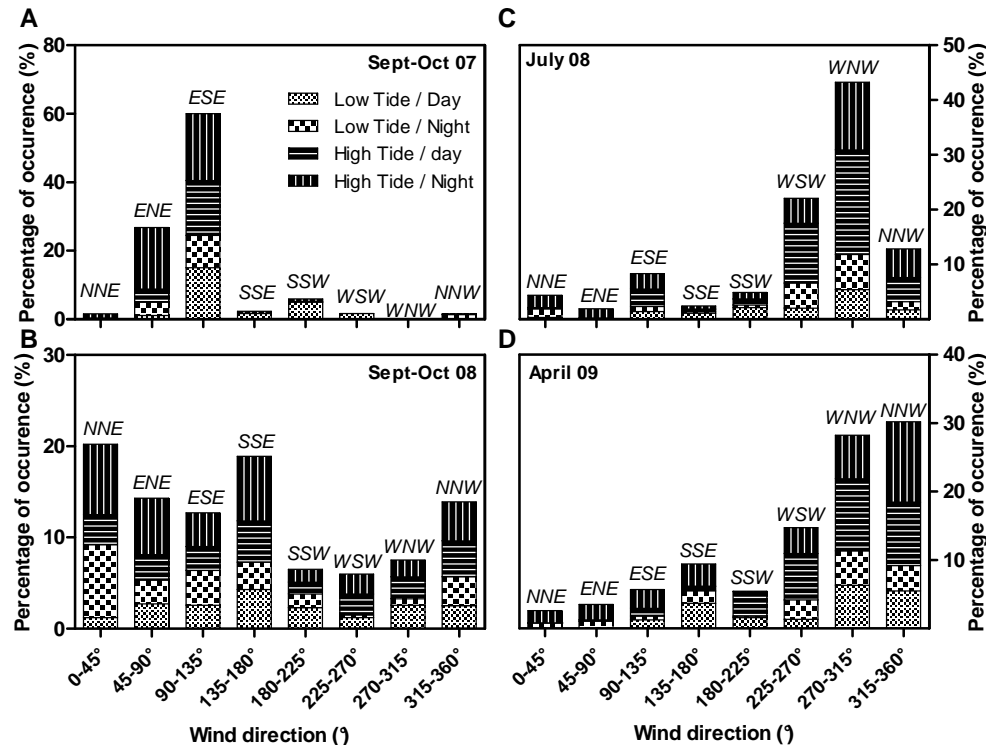 A
Percentage of occurence (%)
80
60
40
20
0
Sept-Oct 07
Low Tide / Day
Low Tide / Night
High Tide / day
High Tide / Night
NNE
ENE
ESE
SSE
SSW
WSW
WNW
NNW
B
Percentage of occurence (%)
30
20
10
0
Sept-Oct 08
NNE
ENE
ESE
SSE
SSW
WSW
WNW
NNW
0-45°
45-90°
90-135°
135-180°
180-225°
225-270°
270-315°
315-360°
Wind direction (°)
C
July 08
NNE
ENE
ESE
SSE
SSW
WSW
WNW
NNW
50
40
30
20
10
Percentage of occurence (%)
D
April 09
NNE
ENE
ESE
SSE
SSW
WSW
WNW
NNW
40
30
20
10
Percentage of occurence (%)
0-45°
45-90°
90-135°
135-180°
180-225°
225-270°
270-315°
315-360°
Wind direction (°)